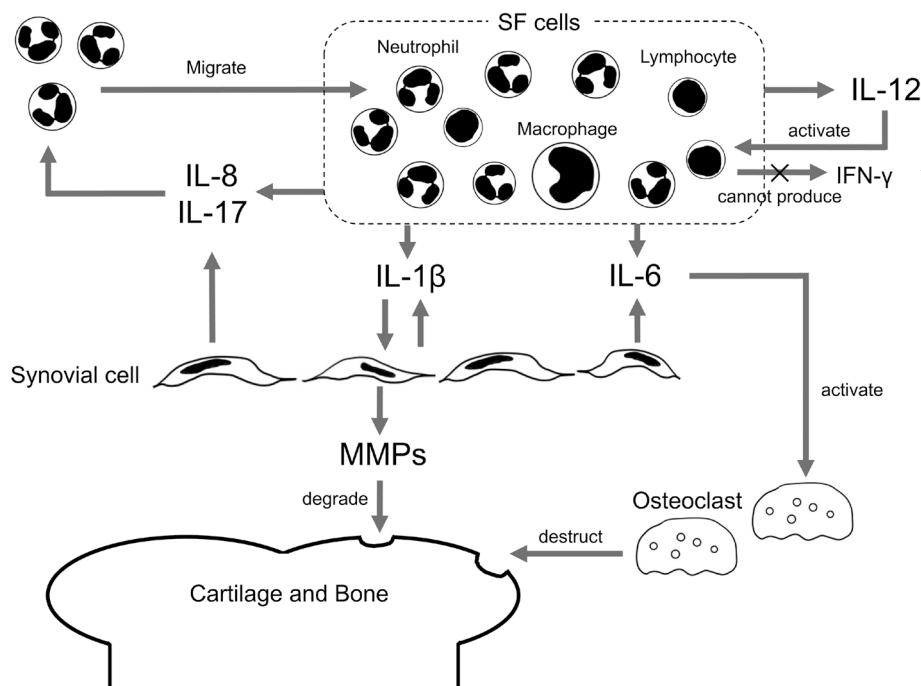 SF cells
Neutrophil
Lymphocyte
Migrate
IL-12
Macrophage
activate
IL-8
IL-17
IFN-γ
cannot produce
IL-1β
IL-6
Synovial cell
activate
MMPs
degrade
Osteoclast
destruct
Cartilage and Bone